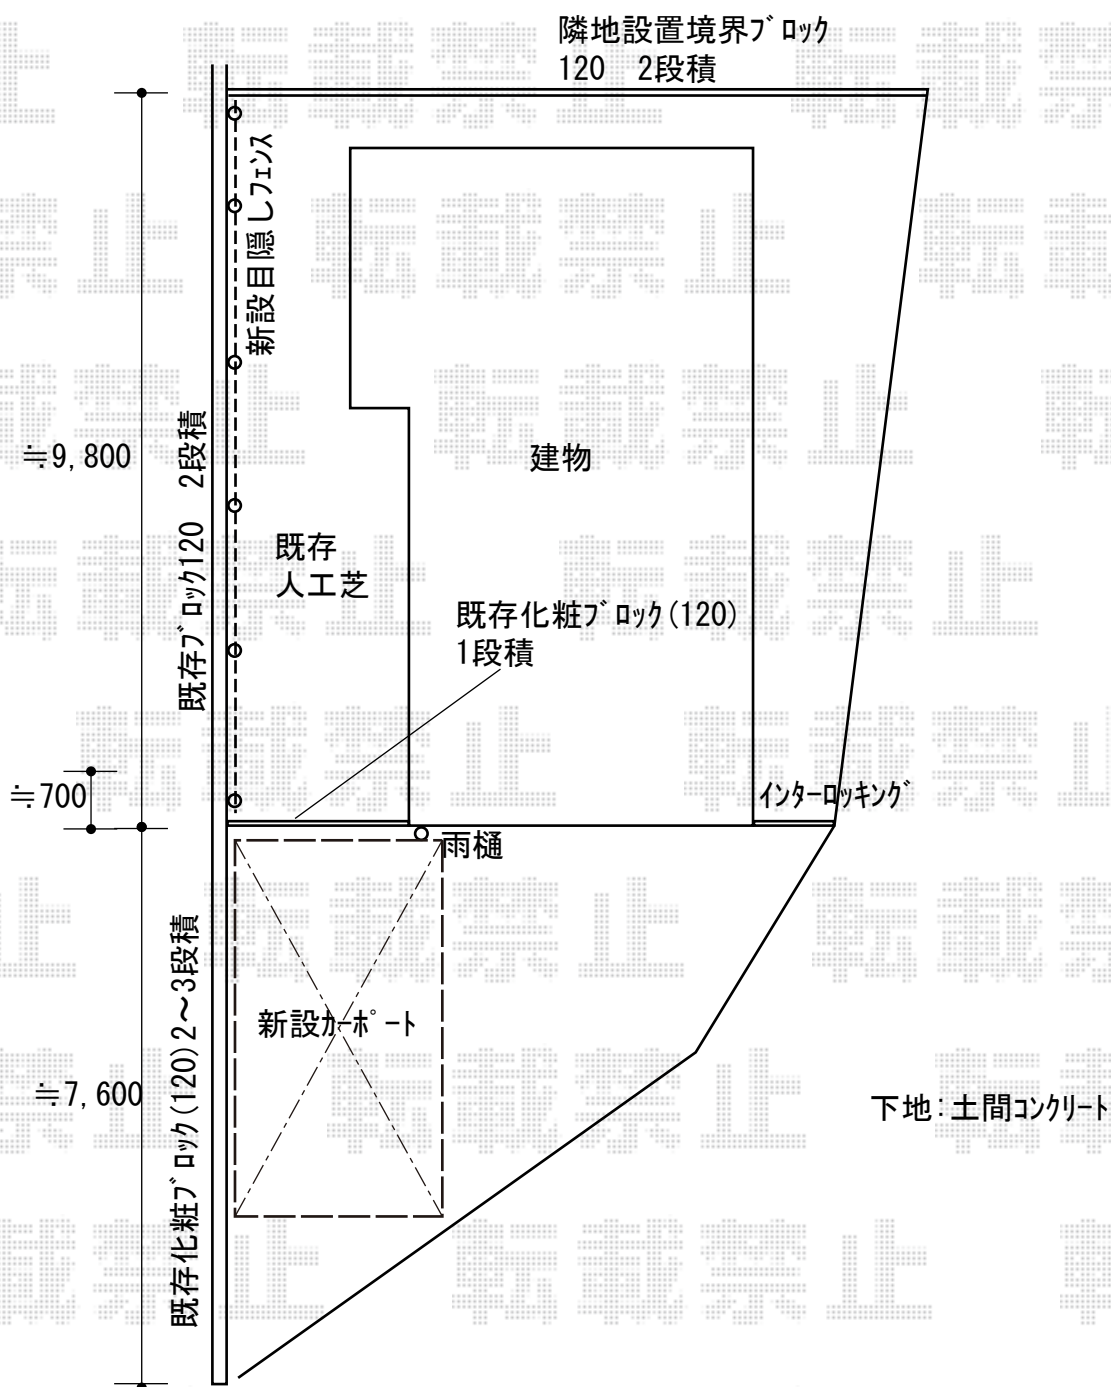 隣地設置境界ﾌﾞﾛｯｸ
120　2段積
新設目隠しﾌｪﾝｽ
≒9,800
既存ﾌﾞﾛｯｸ120　2段積
建物
既存
人工芝
既存化粧ﾌﾞﾛｯｸ(120)
1段積
≒700
ｲﾝﾀｰﾛｯｷﾝｸﾞ
雨樋
既存化粧ﾌﾞﾛｯｸ(120)2～3段積
新設ｶｰﾎﾟｰﾄ
≒7,600
下地:土間ｺﾝｸﾘｰﾄ
転載禁止